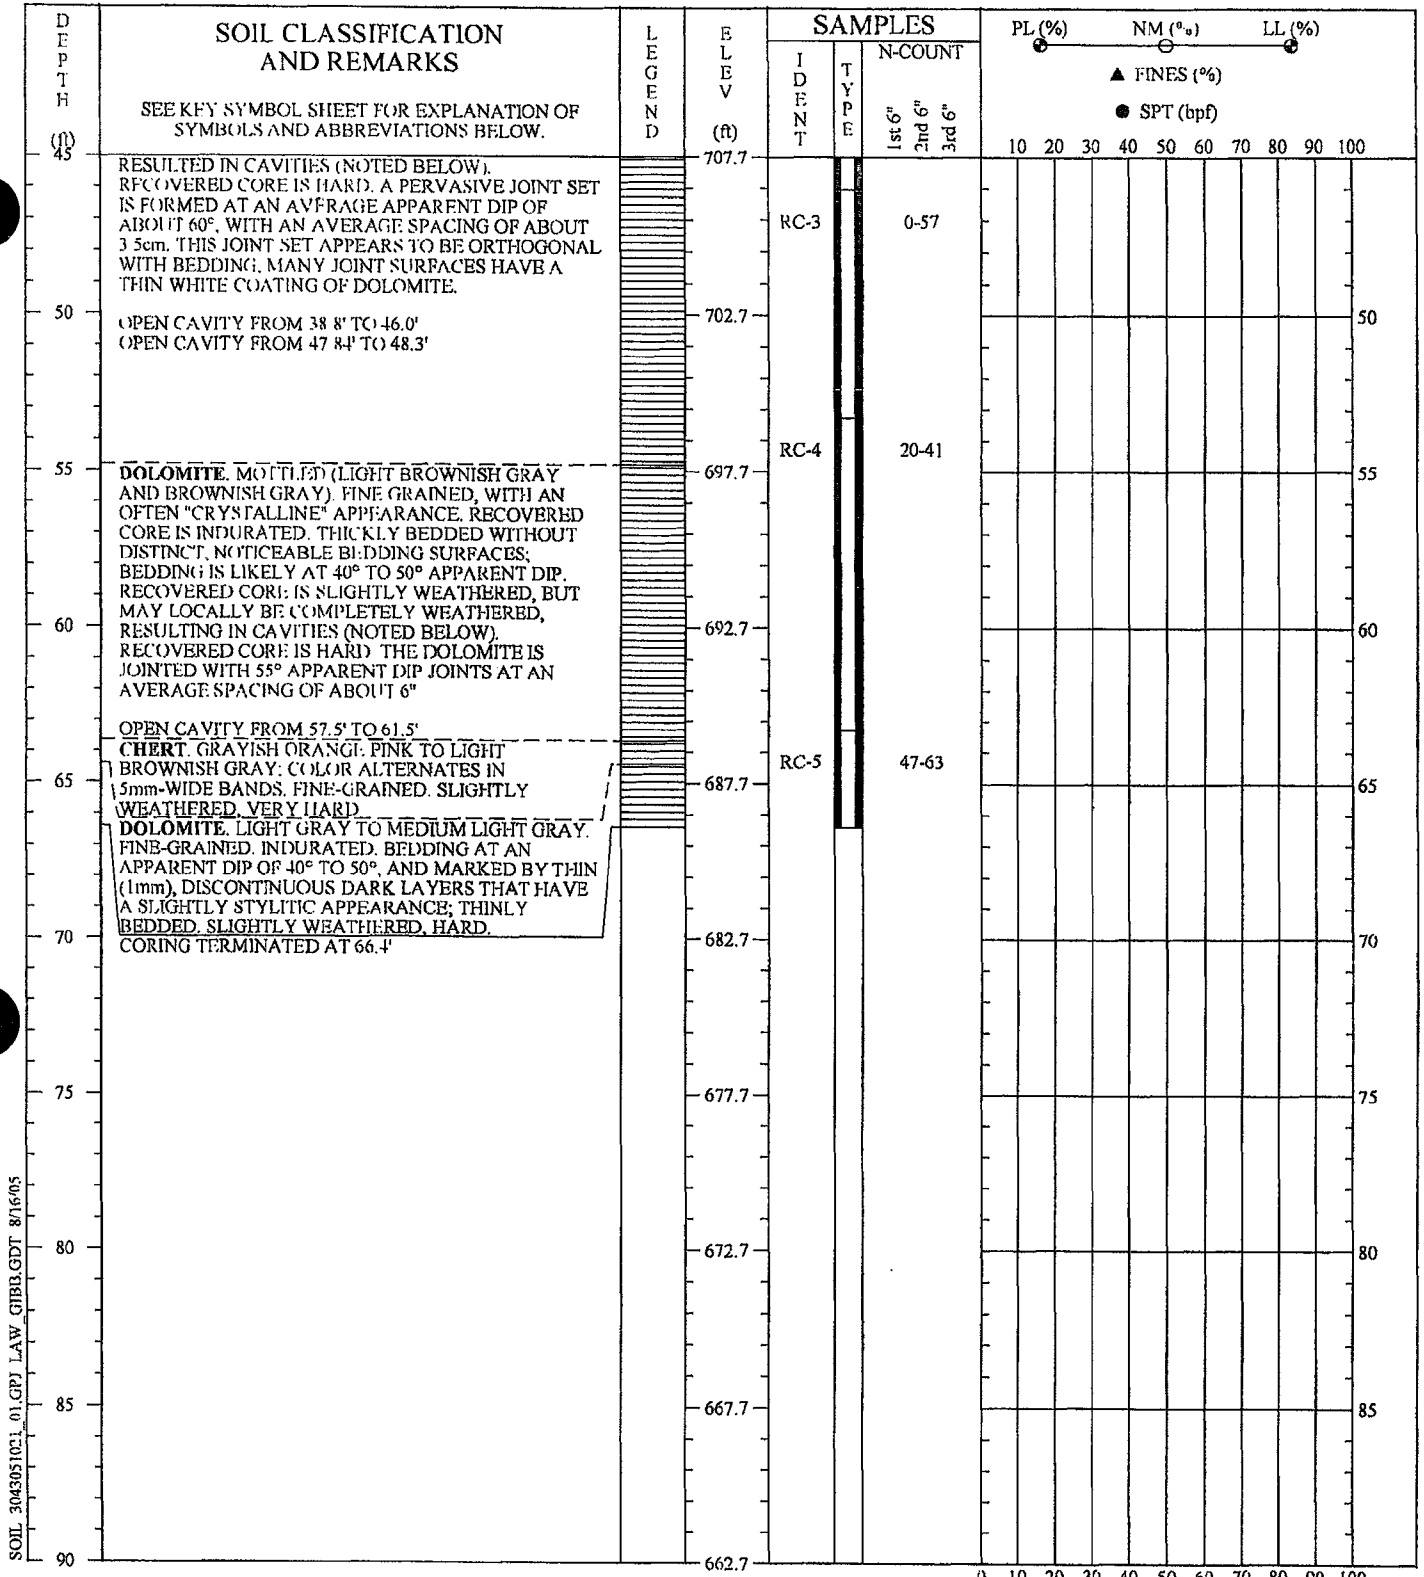 DEPTH (ft)
SOIL CLASSIFICATION
AND REMARKS
SEE KEY SYMBOL SHEET FOR EXPLANATION OF
SYMBOLS AND ABBREVIATIONS BELOW.
LEGEND
ELEV (ft)
SAMPLES
IDENT
TYPE
N-COUNT
1st 6"
2nd 6"
3rd 6"
PL (%) NM (%) LL (%)
▲ FINES (%)
● SPT (bpf)
10 20 30 40 50 60 70 80 90 100
45
707.7
RESULTED IN CAVITIES (NOTED BELOW).
RECOVERED CORE IS HARD. A PERVASIVE JOINT SET
IS FORMED AT AN AVERAGE APPARENT DIP OF
ABOUT 60°, WITH AN AVERAGE SPACING OF ABOUT
3 5cm. THIS JOINT SET APPEARS TO BE ORTHOGONAL
WITH BEDDING. MANY JOINT SURFACES HAVE A
THIN WHITE COATING OF DOLOMITE.
RC-3 0-57
50
702.7
50
OPEN CAVITY FROM 38 8' TO 46.0'
OPEN CAVITY FROM 47 84' TO 48.3'
RC-4 20-41
55
697.7
55
DOLOMITE. MOTTLED (LIGHT BROWNISH GRAY
AND BROWNISH GRAY). FINE GRAINED, WITH AN
OFTEN "CRYSTALLINE" APPEARANCE. RECOVERED
CORE IS INDURATED. THICKLY BEDDED WITHOUT
DISTINCT, NOTICEABLE BEDDING SURFACES;
BEDDING IS LIKELY AT 40° TO 50° APPARENT DIP.
RECOVERED CORE IS SLIGHTLY WEATHERED, BUT
MAY LOCALLY BE COMPLETELY WEATHERED,
RESULTING IN CAVITIES (NOTED BELOW).
RECOVERED CORE IS HARD THE DOLOMITE IS
JOINTED WITH 55° APPARENT DIP JOINTS AT AN
AVERAGE SPACING OF ABOUT 6"
60
692.7
60
OPEN CAVITY FROM 57.5' TO 61.5'
CHERT. GRAYISH ORANGE PINK TO LIGHT
BROWNISH GRAY: COLOR ALTERNATES IN
5mm-WIDE BANDS. FINE-GRAINED. SLIGHTLY
WEATHERED, VERY HARD
RC-5 47-63
65
687.7
65
DOLOMITE. LIGHT GRAY TO MEDIUM LIGHT GRAY.
FINE-GRAINED. INDURATED. BEDDING AT AN
APPARENT DIP OF 40° TO 50°, AND MARKED BY THIN
(1mm), DISCONTINUOUS DARK LAYERS THAT HAVE
A SLIGHTLY STYLITIC APPEARANCE; THINLY
BEDDED. SLIGHTLY WEATHERED, HARD.
CORING TERMINATED AT 66.4'
70
682.7
70
75
677.7
75
80
672.7
80
85
667.7
85
90
662.7
0 10 20 30 40 50 60 70 80 90 100
SOIL 3043051021_01.GPJ LAW_GIBB.GDT 8/16/05